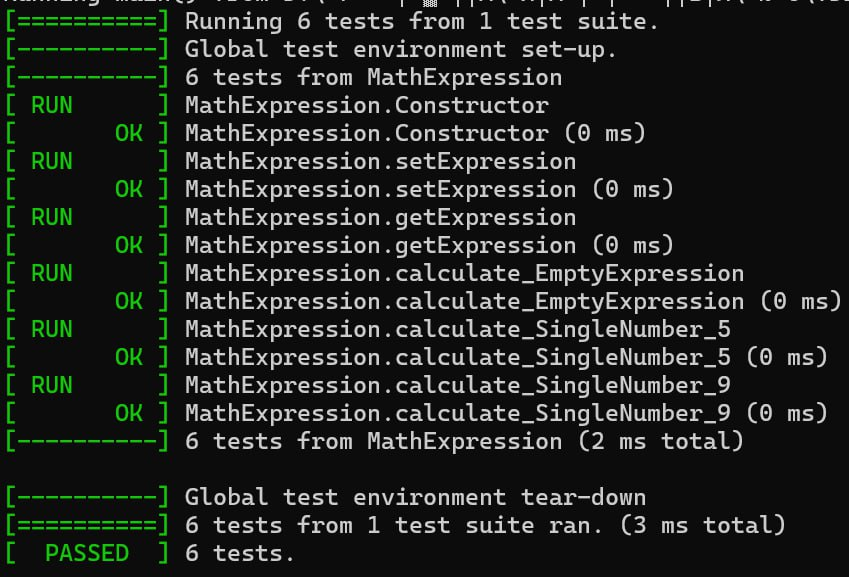 [==========] Running 6 tests from 1 test suite.
[----------] Global test environment set-up.
[----------] 6 tests from MathExpression
[ RUN      ] MathExpression.Constructor
[       OK ] MathExpression.Constructor (0 ms)
[ RUN      ] MathExpression.setExpression
[       OK ] MathExpression.setExpression (0 ms)
[ RUN      ] MathExpression.getExpression
[       OK ] MathExpression.getExpression (0 ms)
[ RUN      ] MathExpression.calculate_EmptyExpression
[       OK ] MathExpression.calculate_EmptyExpression (0 ms)
[ RUN      ] MathExpression.calculate_SingleNumber_5
[       OK ] MathExpression.calculate_SingleNumber_5 (0 ms)
[ RUN      ] MathExpression.calculate_SingleNumber_9
[       OK ] MathExpression.calculate_SingleNumber_9 (0 ms)
[----------] 6 tests from MathExpression (2 ms total)
[----------] Global test environment tear-down
[==========] 6 tests from 1 test suite ran. (3 ms total)
[  PASSED  ] 6 tests.